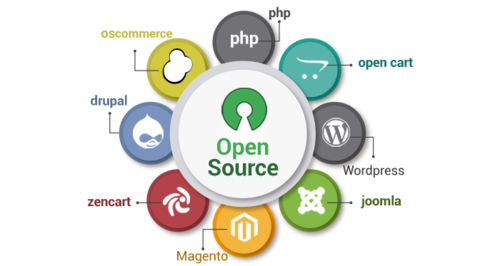 php
oscommerce
php
open cart
drupal
Open
Source
Wordpress
zencart
joomla
Magento